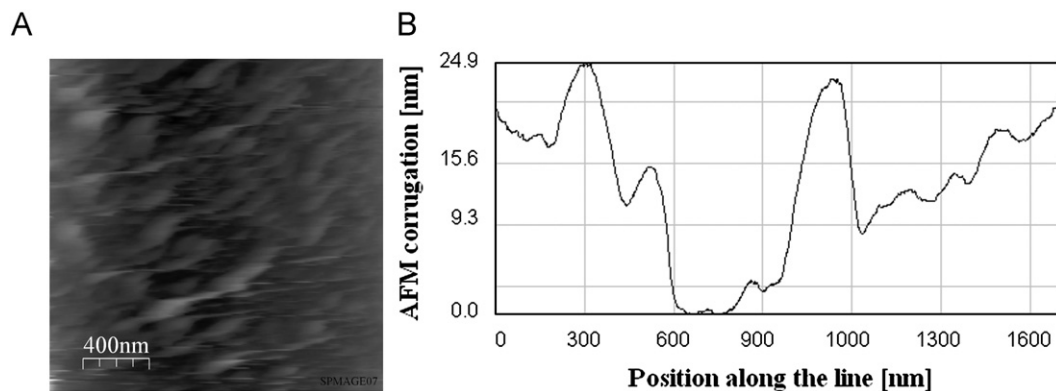 A
B
400nm
SPMAGE07
AFM corrugation [nm]
24.9
15.6
9.3
0.0
0 300 600 900 1000 1300 1600
Position along the line [nm]